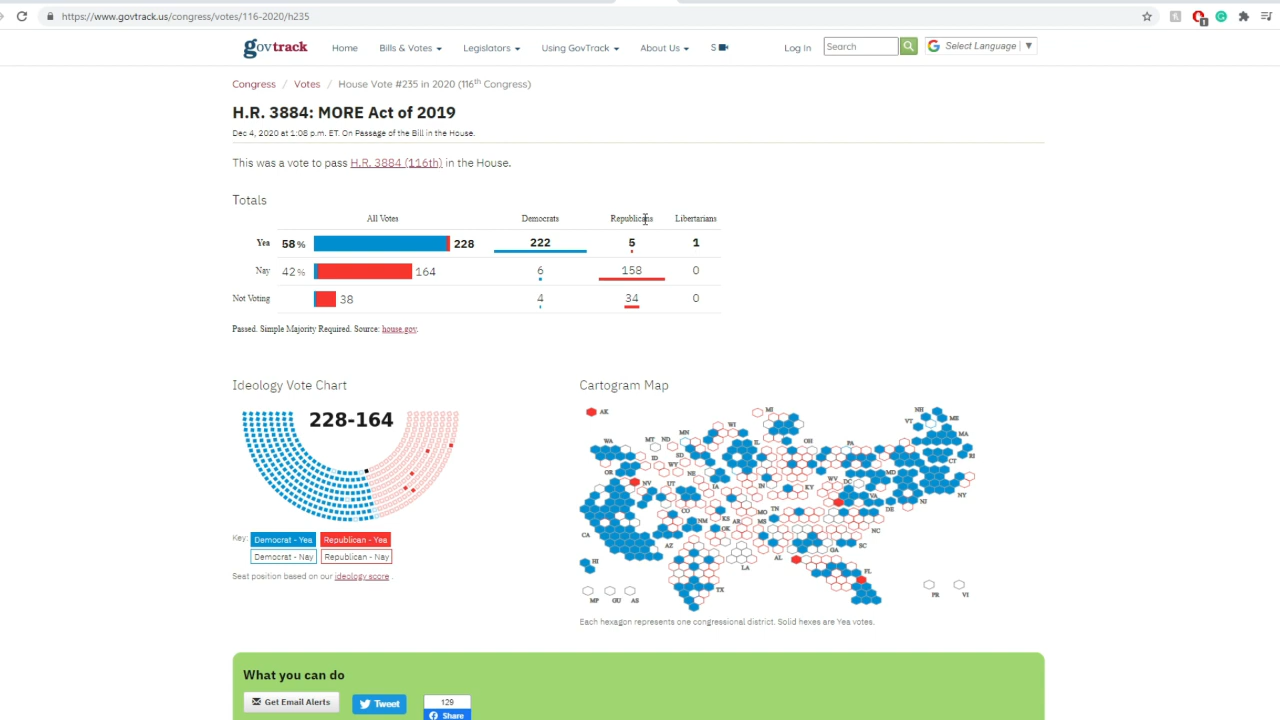 https://www.govtrack.us/congress/votes/116-2020/h235
govtrack Home Bills & Votes Legislators Using GovTrack About Us S Log In Search Select Language
Congress / Votes / House Vote #235 in 2020 (116th Congress)
H.R. 3884: MORE Act of 2019
Dec 4, 2020 at 1:08 p.m. ET. On Passage of the Bill in the House.
This was a vote to pass H.R. 3884 (116th) in the House.
Totals
All Votes Democrats Republicans Libertarians
Yea 58% 228 222 5 1
Nay 42% 164 6 158 0
Not Voting 38 4 34 0
Passed. Simple Majority Required. Source: house.gov.
Ideology Vote Chart
228-164
Key: Democrat - Yea Republican - Yea
Democrat - Nay Republican - Nay
Seat position based on our ideology score .
Cartogram Map
AK MI NH
VT ME
WA MT ND MN WI IL OH PA MA
ID SD RI
OR WY NE MD CT
NV UT IA IN KY WV DC VA NY
NJ
CO MO TN DE
CA NM KS AR MS
OK NC
AZ GA SC
HI LA AL FL
TX
MP GU AS PR VI
Each hexagon represents one congressional district. Solid hexes are Yea votes.
What you can do
Get Email Alerts Tweet 129
Share